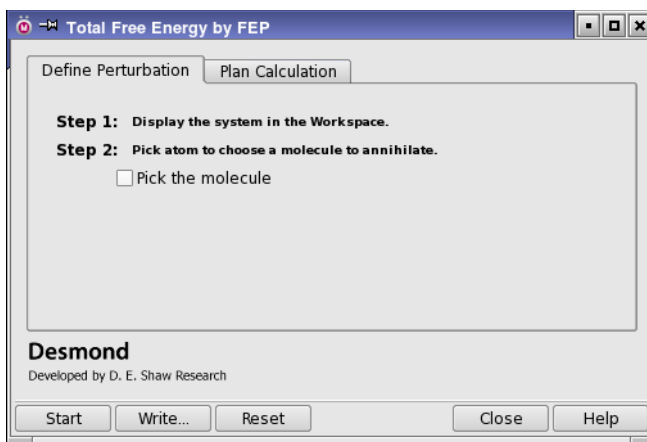 Total Free Energy by FEP
Define Perturbation Plan Calculation
Step 1: Display the system in the Workspace.
Step 2: Pick atom to choose a molecule to annihilate.
Pick the molecule
Desmond
Developed by D. E. Shaw Research
Start Write... Reset Close Help